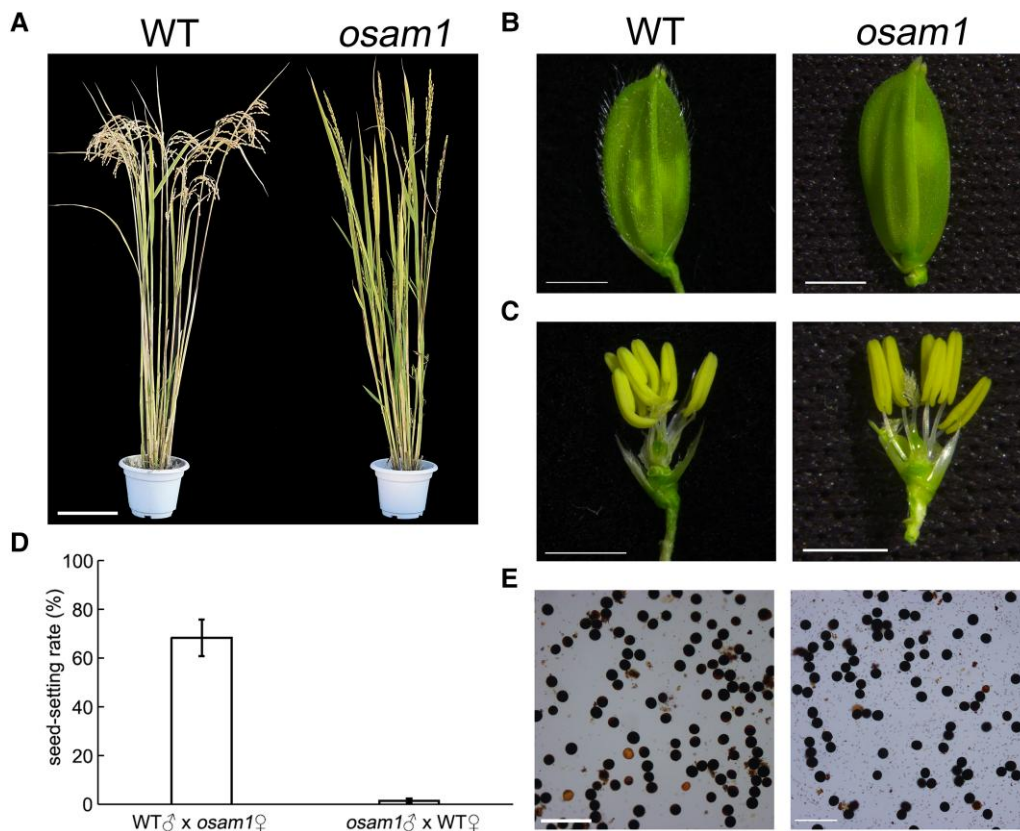 A
WT
osam1
B
WT
osam1
C
D
seed-setting rate (%)
100
80
60
40
20
0
WT♂ x osam1♀
osam1♂ x WT♀
E